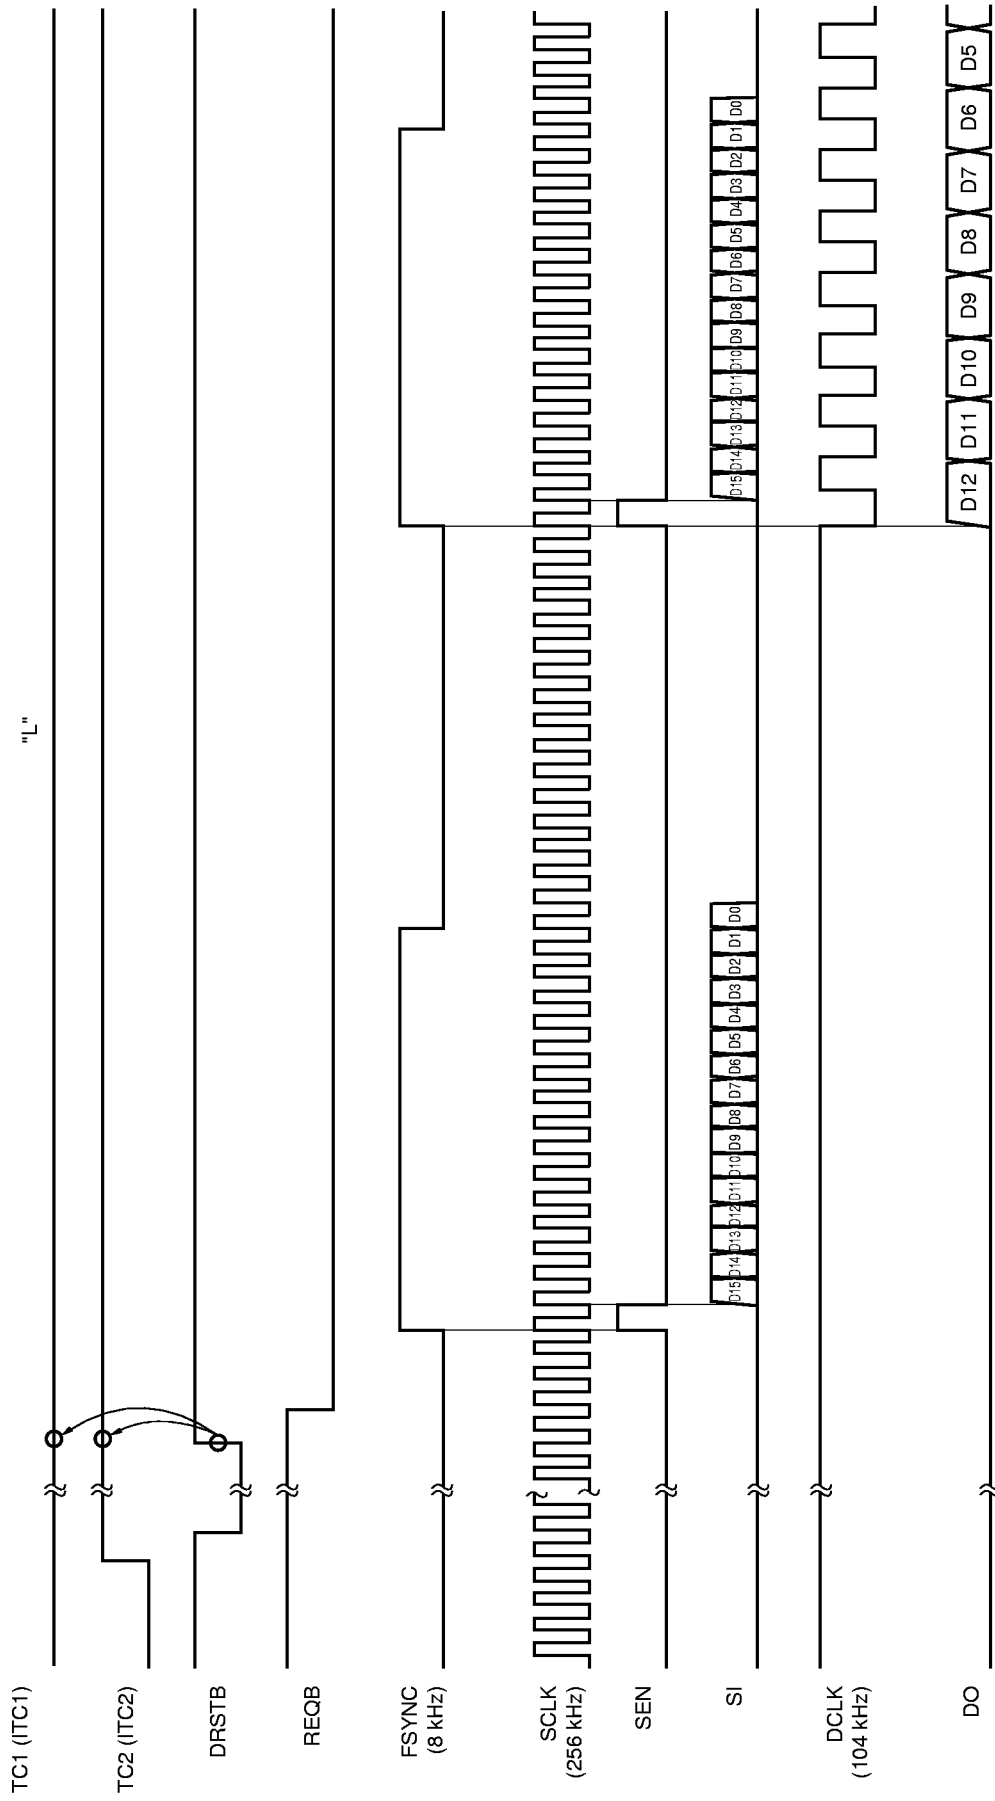 TC1 (ITC1)
"L"
TC2 (ITC2)
DRSTB
REQB
FSYNC
(8 kHz)
SCLK
(256 kHz)
SEN
SI
D15 D14 D13 D12 D11 D10 D9 D8 D7 D6 D5 D4 D3 D2 D1 D0
D15 D14 D13 D12 D11 D10 D9 D8 D7 D6 D5 D4 D3 D2 D1 D0
DCLK
(104 kHz)
DO
D12 D11 D10 D9 D8 D7 D6 D5